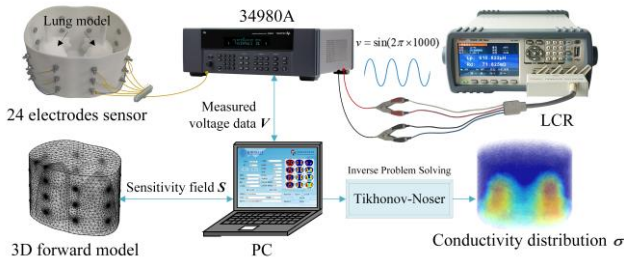 Lung model
24 electrodes sensor
34980A
v = sin(2π×1000)
LCR
Measured
voltage data V
3D forward model
Sensitivity field S
PC
Inverse Problem Solving
Tikhonov-Noser
Conductivity distribution σ